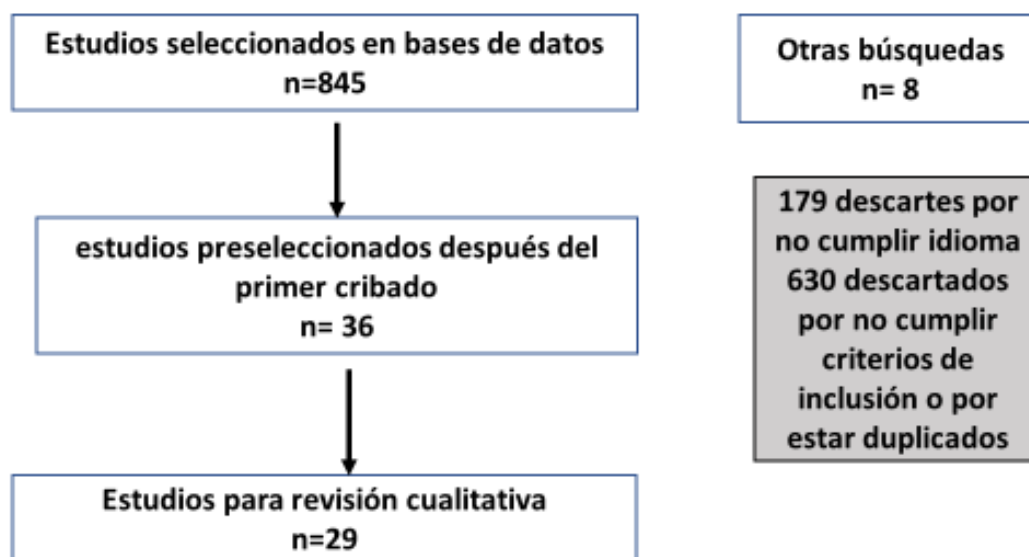 Estudios seleccionados en bases de datos
n=845
Otras búsquedas
n= 8
179 descartes por
no cumplir idioma
630 descartados
por no cumplir
criterios de
inclusión o por
estar duplicados
estudios preseleccionados después del
primer cribado
n= 36
Estudios para revisión cualitativa
n=29